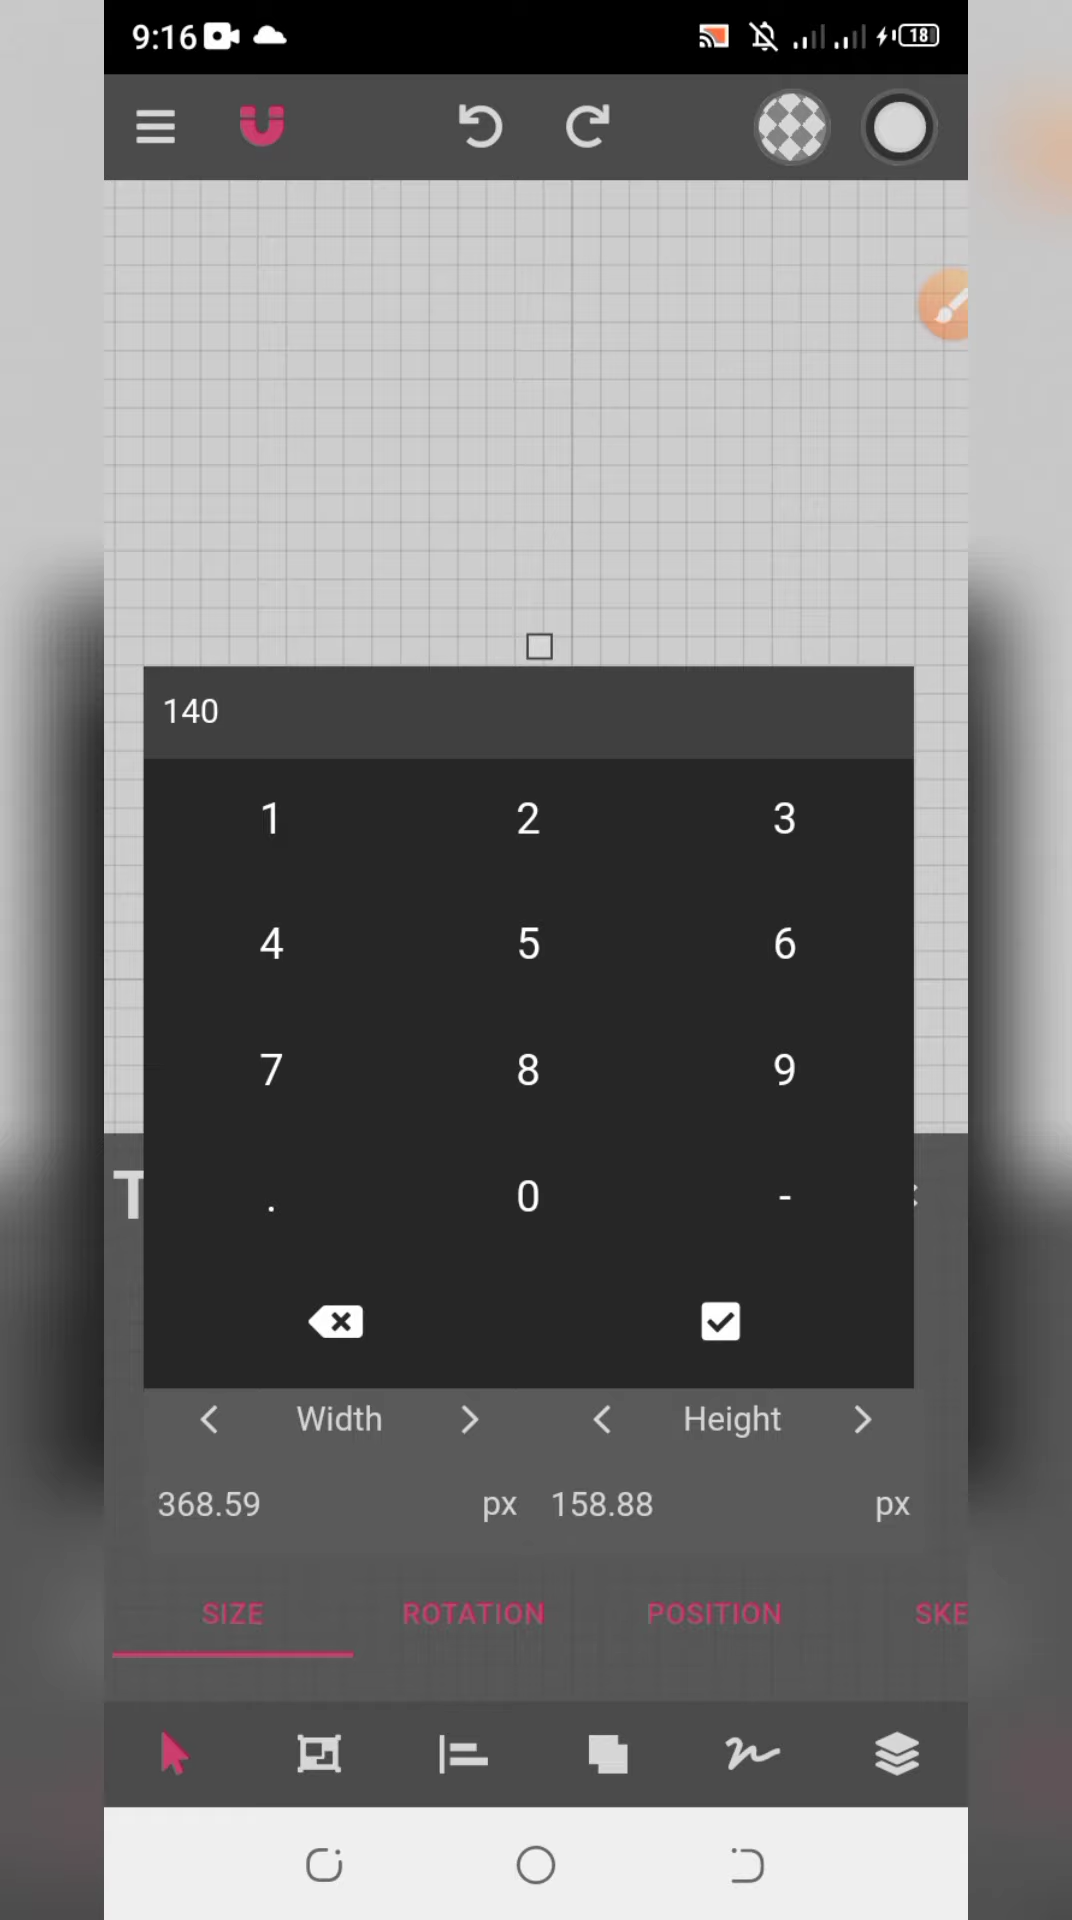 9:16 18
140
1 2 3
4 5 6
7 8 9
. 0 -
T
Width Height
368.59 px 158.88 px
SIZE ROTATION POSITION SKE